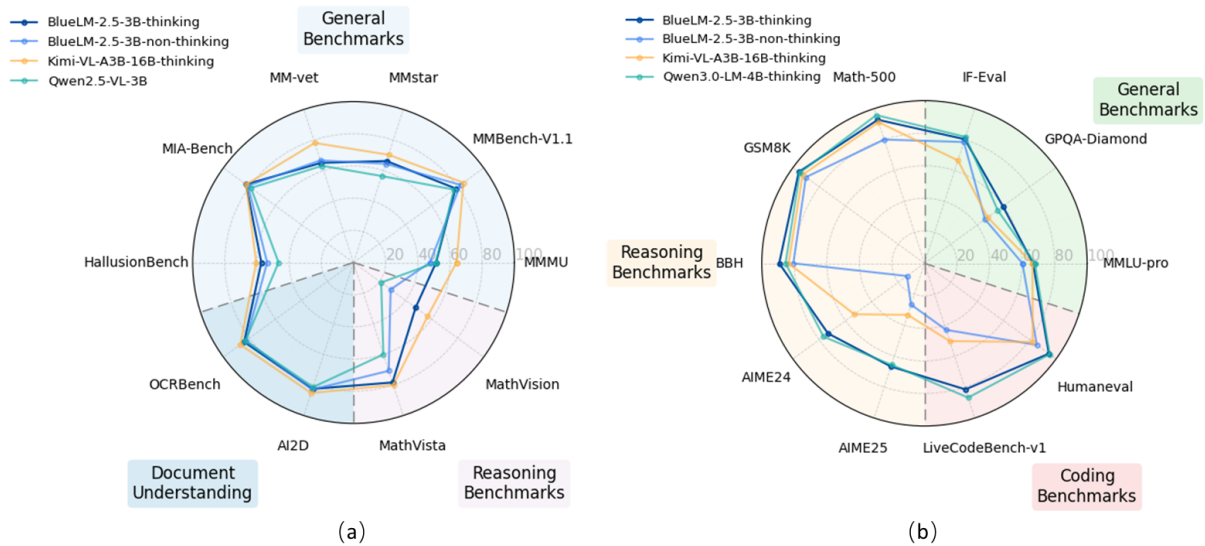 BlueLM-2.5-3B-thinking
BlueLM-2.5-3B-non-thinking
Kimi-VL-A3B-16B-thinking
Qwen2.5-VL-3B
General
Benchmarks
MM-vet
MMstar
MIA-Bench
MMBench-V1.1
HallusionBench
20 40 60 80 100
MMMU
OCRBench
MathVision
AI2D
MathVista
Document
Understanding
Reasoning
Benchmarks
(a)
BlueLM-2.5-3B-thinking
BlueLM-2.5-3B-non-thinking
Kimi-VL-A3B-16B-thinking
Qwen3.0-LM-4B-thinking
Math-500
IF-Eval
General
Benchmarks
GSM8K
GPQA-Diamond
Reasoning
Benchmarks
BBH
20 40 60 80 100
MMLU-pro
AIME24
Humaneval
AIME25
LiveCodeBench-v1
Coding
Benchmarks
(b)